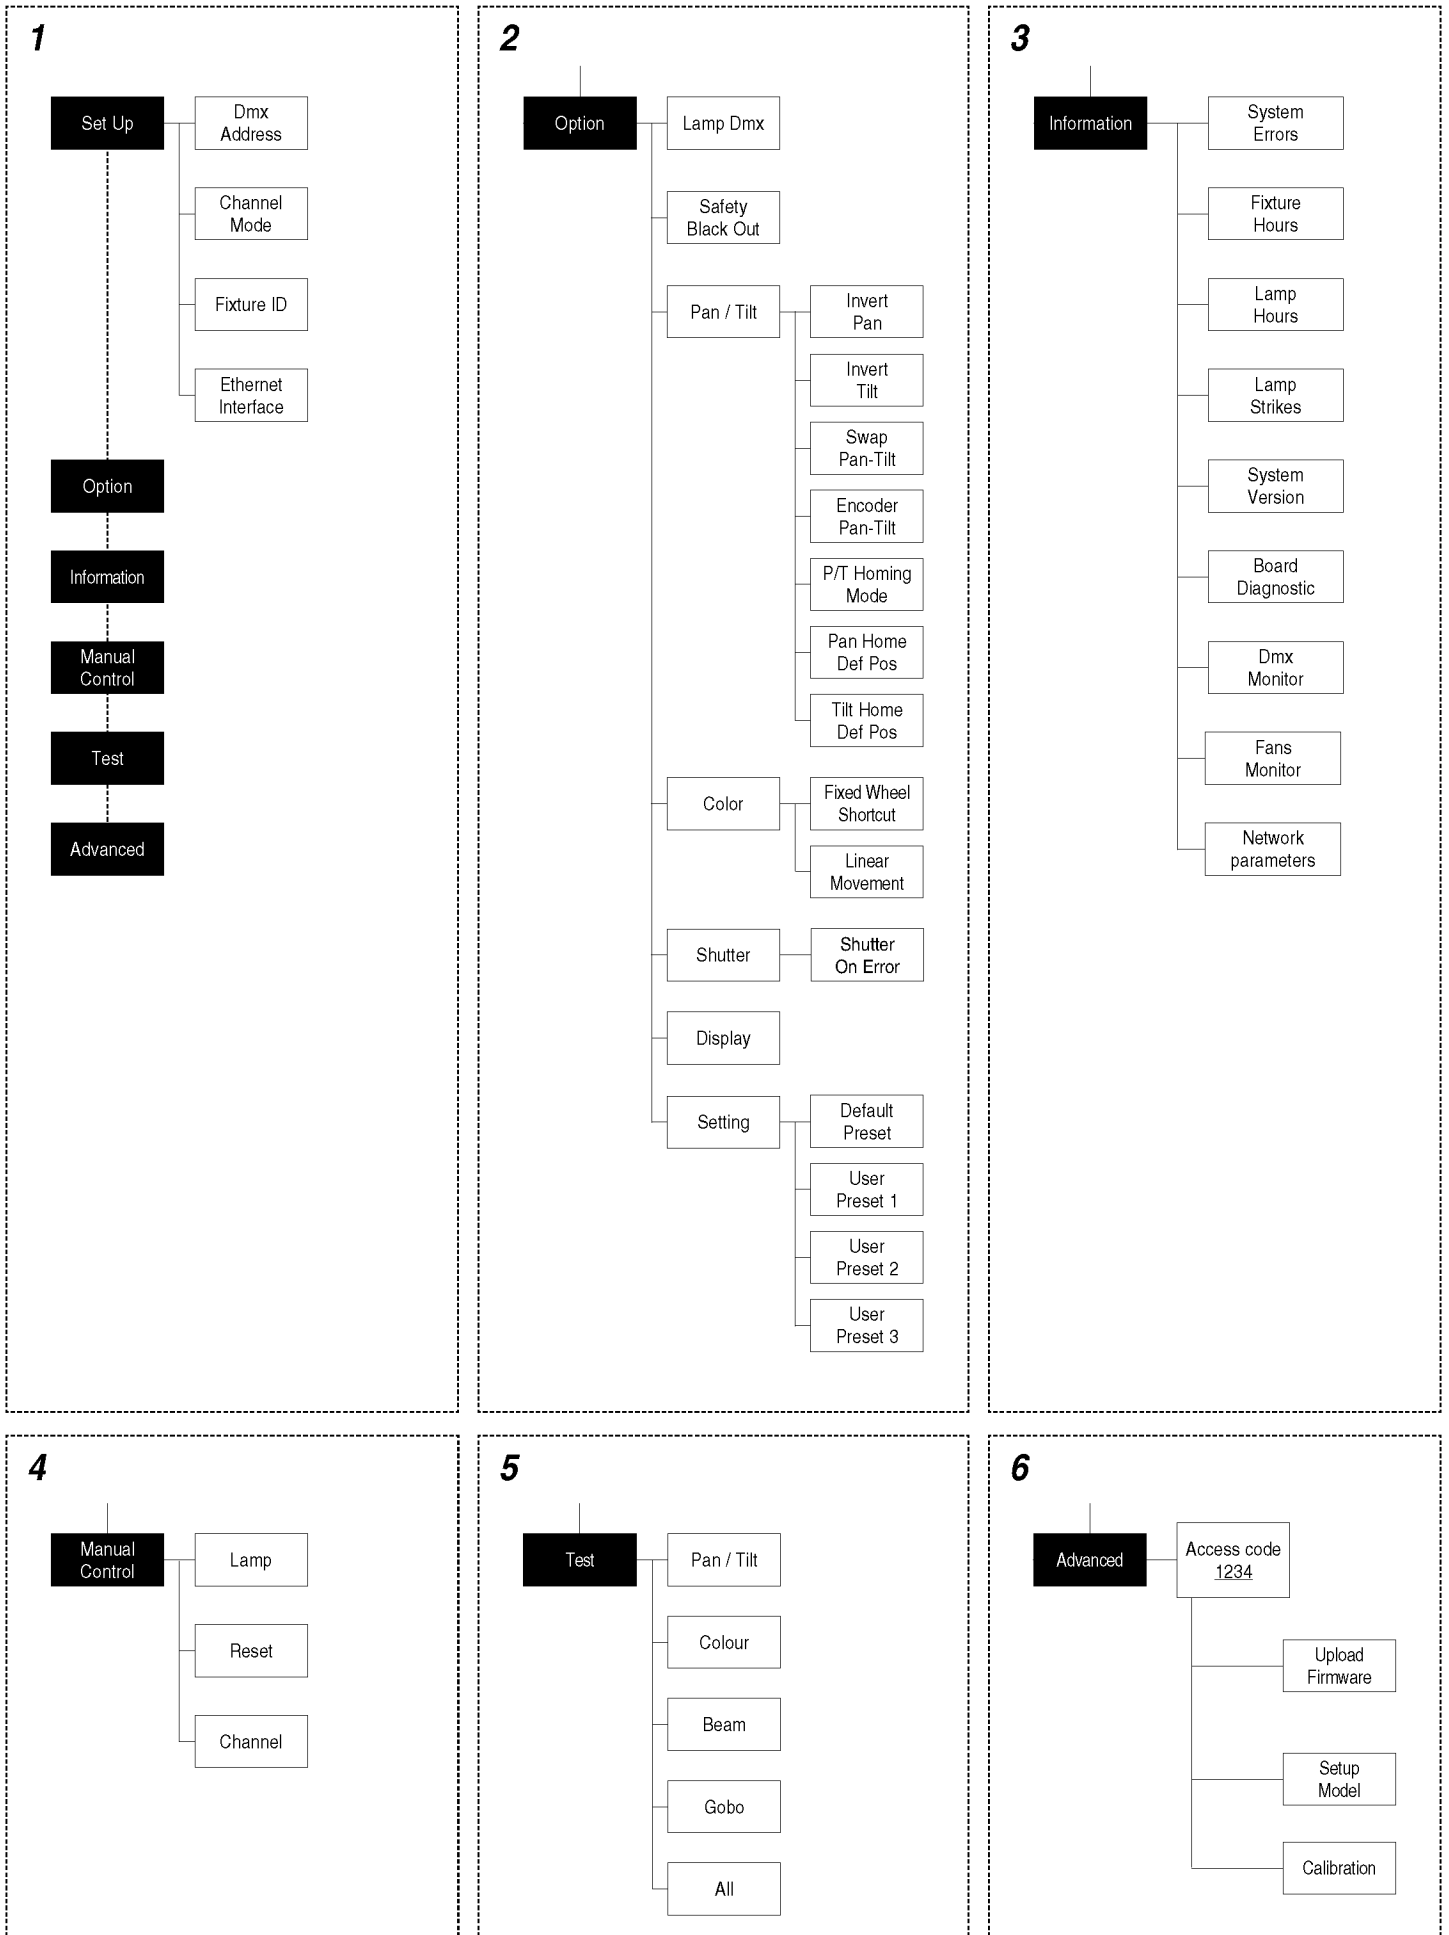 1
Set Up
Dmx
Address
Channel
Mode
Fixture ID
Ethernet
Interface
Option
Information
Manual
Control
Test
Advanced
2
Option
Lamp Dmx
Safety
Black Out
Pan / Tilt
Invert
Pan
Invert
Tilt
Swap
Pan-Tilt
Encoder
Pan-Tilt
P/T Homing
Mode
Pan Home
Def Pos
Tilt Home
Def Pos
Color
Fixed Wheel
Shortcut
Linear
Movement
Shutter
Shutter
On Error
Display
Setting
Default
Preset
User
Preset 1
User
Preset 2
User
Preset 3
3
Information
System
Errors
Fixture
Hours
Lamp
Hours
Lamp
Strikes
System
Version
Board
Diagnostic
Dmx
Monitor
Fans
Monitor
Network
parameters
4
Manual
Control
Lamp
Reset
Channel
5
Test
Pan / Tilt
Colour
Beam
Gobo
All
6
Advanced
Access code
1234
Upload
Firmware
Setup
Model
Calibration